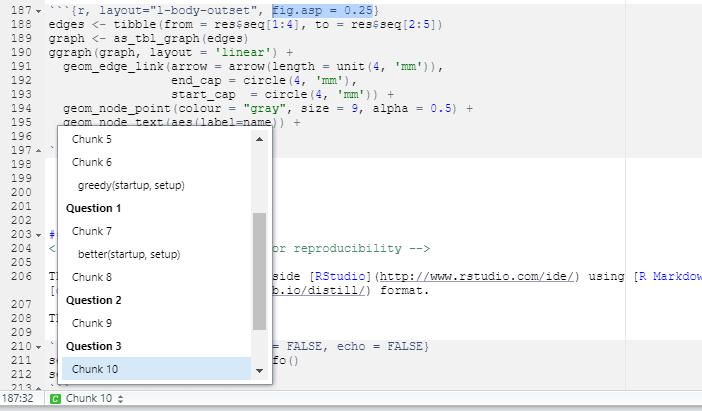 187 ```{r, layout="l-body-outset", fig.asp = 0.25}
188 edges <- tibble(from = res$seq[1:4], to = res$seq[2:5])
189 graph <- as_tbl_graph(edges)
190 ggraph(graph, layout = 'linear') +
191 geom_edge_link(arrow = arrow(length = unit(4, 'mm')),
192 end_cap = circle(4, 'mm'),
193 start_cap = circle(4, 'mm')) +
194 geom_node_point(colour = "gray", size = 9, alpha = 0.5) +
195 geom_node_text(aes(label=name)) +
196
197 `
198
199
200
201
202
203 #
204 < or reproducibility -->
205
206 T side [RStudio](http://www.rstudio.com/ide/) using [R Markdow
[ b.io/distill/) format.
207
208 T
209
210 ` = FALSE, echo = FALSE}
211 s fo()
212 s
213 ```
Chunk 5
Chunk 6
greedy(startup, setup)
Question 1
Chunk 7
better(startup, setup)
Chunk 8
Question 2
Chunk 9
Question 3
Chunk 10
187:32 C Chunk 10